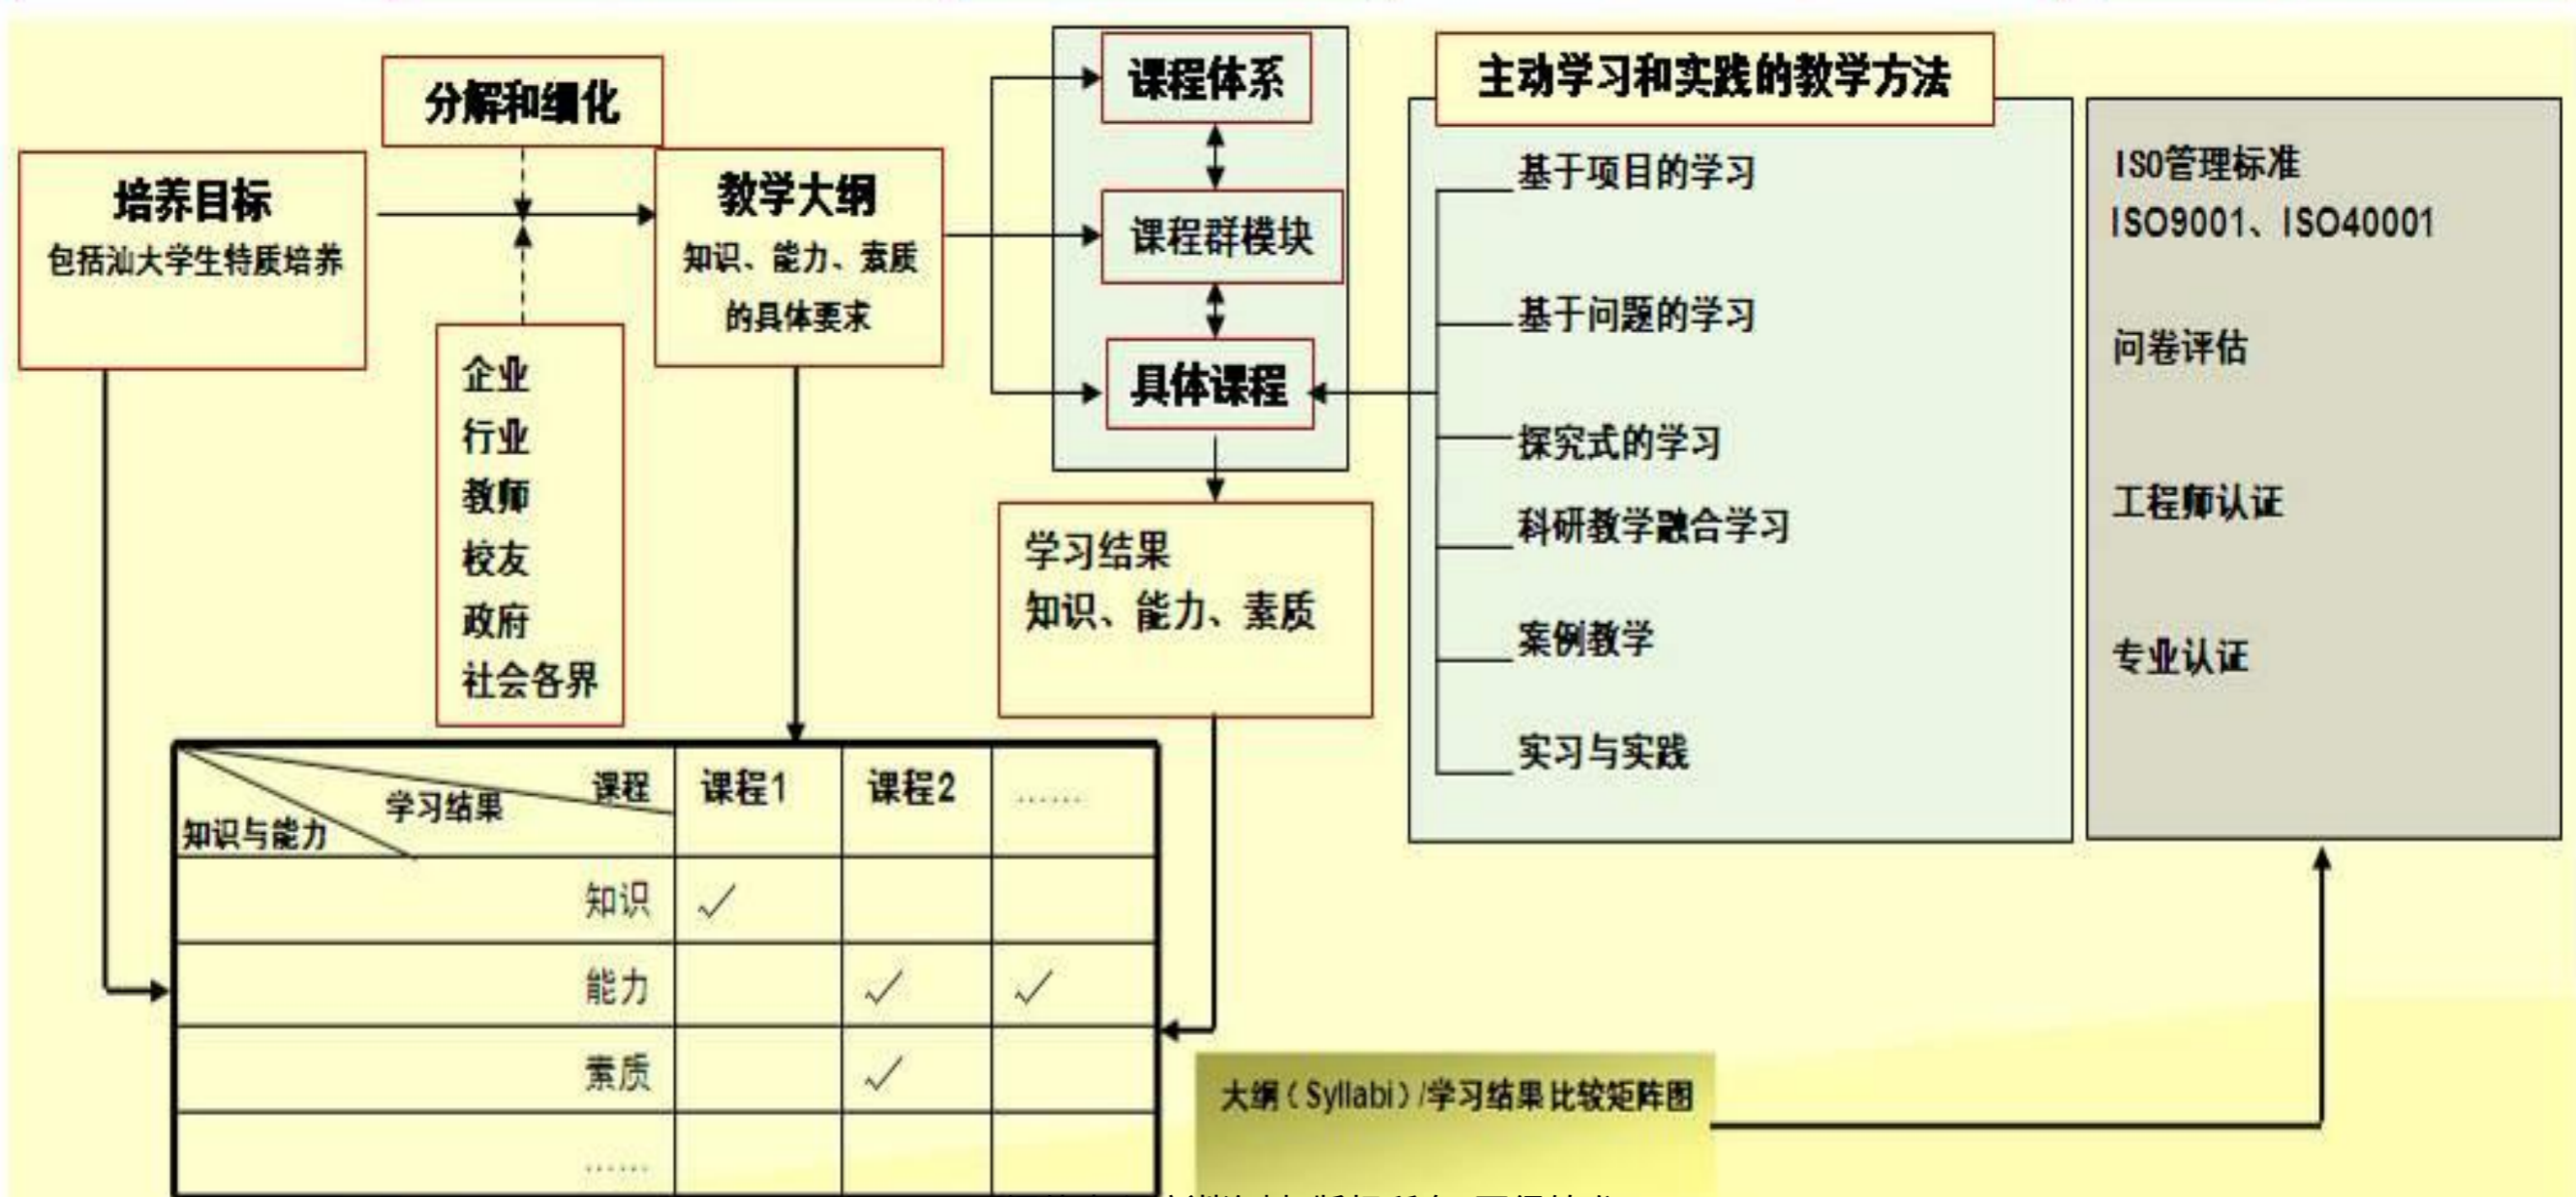 分解和细化
培养目标
包括汕大学生特质培养
教学大纲
知识、能力、素质
的具体要求
企业
行业
教师
校友
政府
社会各界
课程体系
课程群模块
具体课程
学习结果
知识、能力、素质
主动学习和实践的教学方法
基于项目的学习
基于问题的学习
探究式的学习
科研教学融合学习
案例教学
实习与实践
ISO管理标准
ISO9001、ISO40001
问卷评估
工程师认证
专业认证
课程
学习结果
知识与能力
课程1 课程2 ……
知识 ✓
能力 ✓ ✓
素质 ✓
……
大纲（Syllabi）/学习结果比较矩阵图